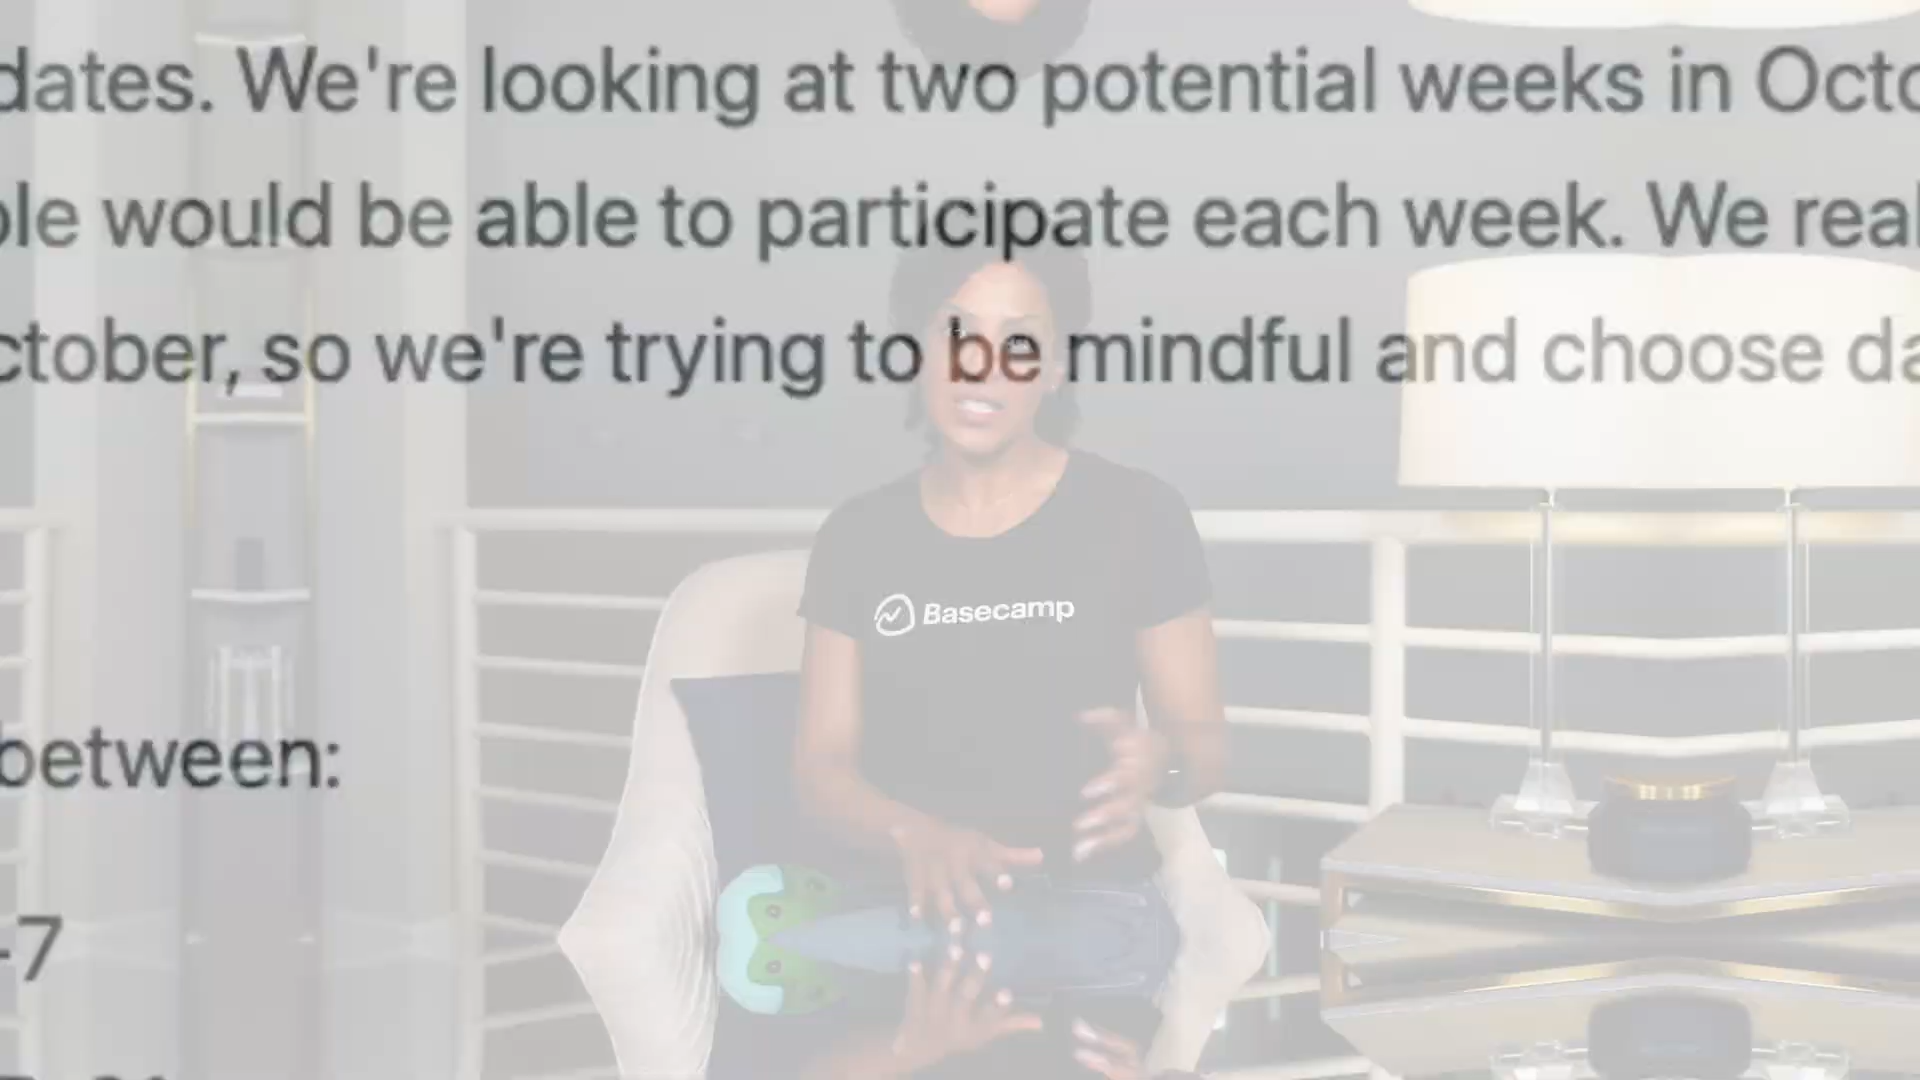 dates. We're looking at two potential weeks in Octo
ple would be able to participate each week. We real
ctober, so we're trying to be mindful and choose da
Basecamp
between:
-7